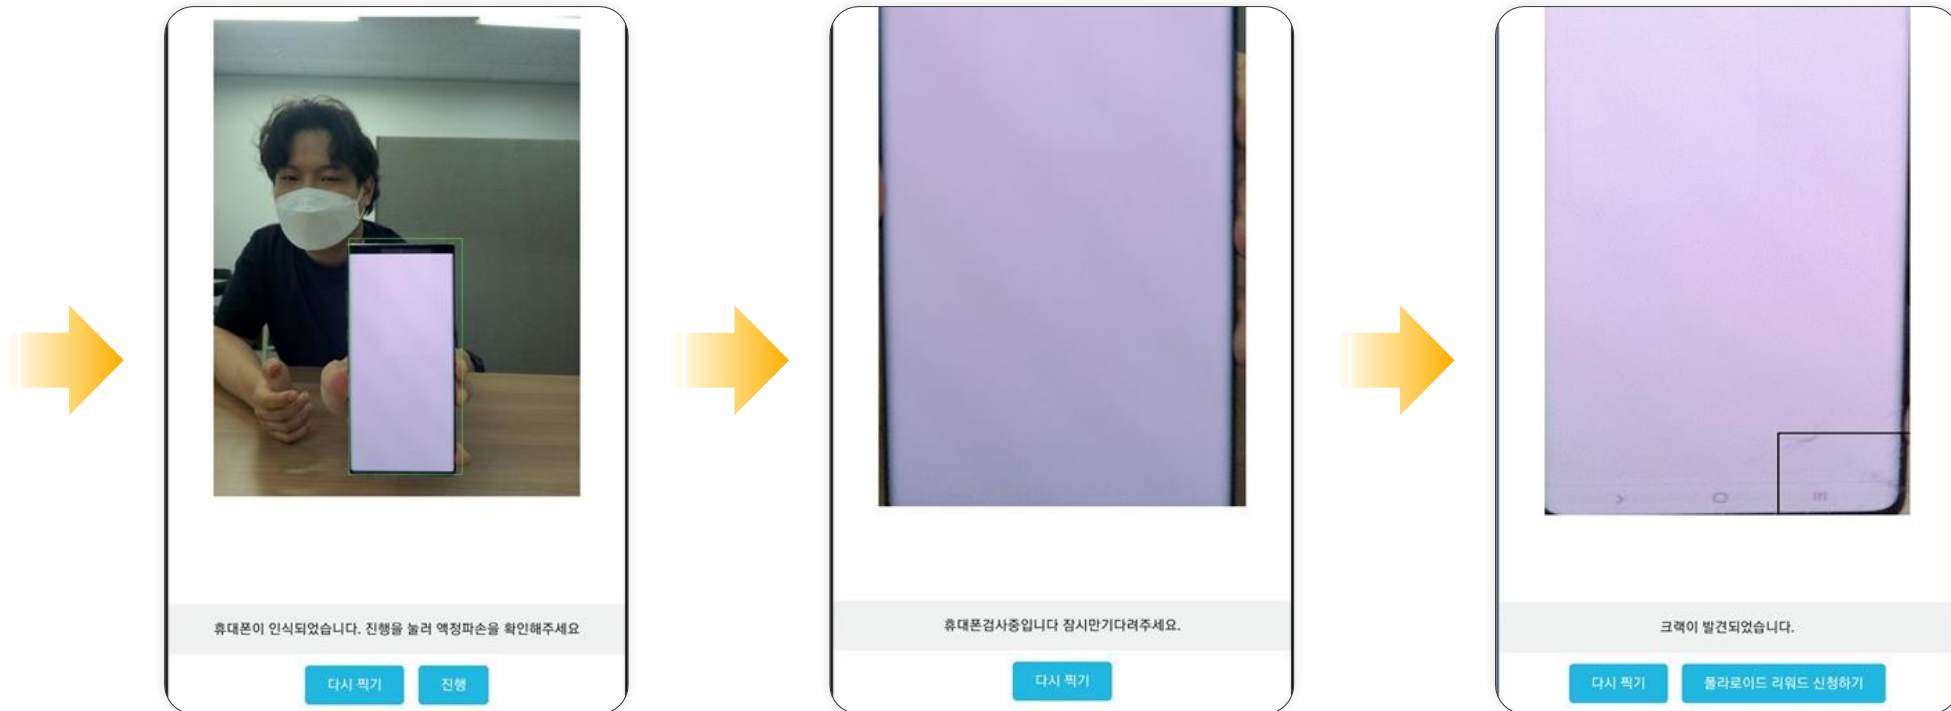 휴대폰이 인식되었습니다. 진행을 눌러 액정파손을 확인해주세요
다시 찍기
진행
휴대폰검사중입니다 잠시만기다려주세요.
다시 찍기
크랙이 발견되었습니다.
다시 찍기
폴라로이드 리워드 신청하기